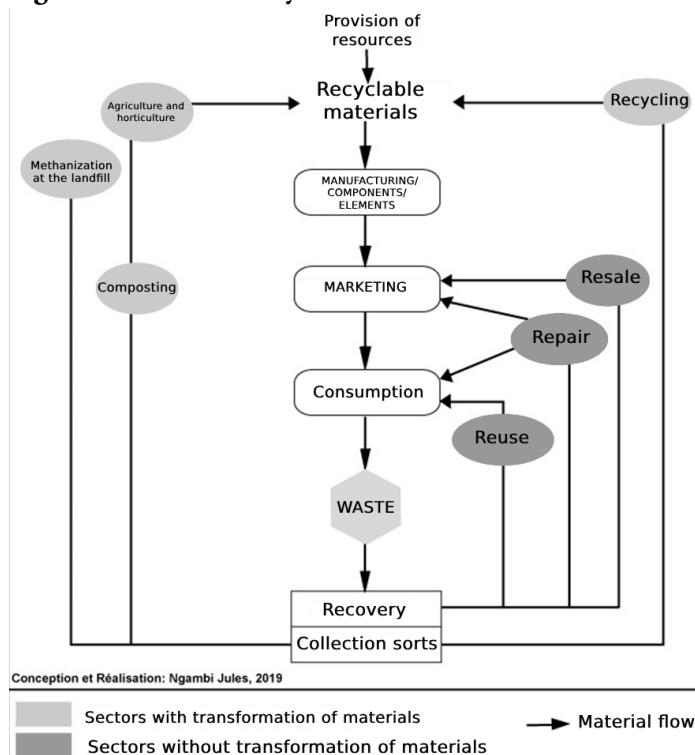 Provision of
resources
Recyclable
materials
Agriculture and
horticulture
Recycling
Methanization
at the landfill
MANUFACTURING/
COMPONENTS/
ELEMENTS
Composting
MARKETING
Resale
Repair
Consumption
Reuse
WASTE
Recovery
Collection sorts
Conception et Réalisation: Ngambi Jules, 2019
Sectors with transformation of materials
Material flow
Sectors without transformation of materials